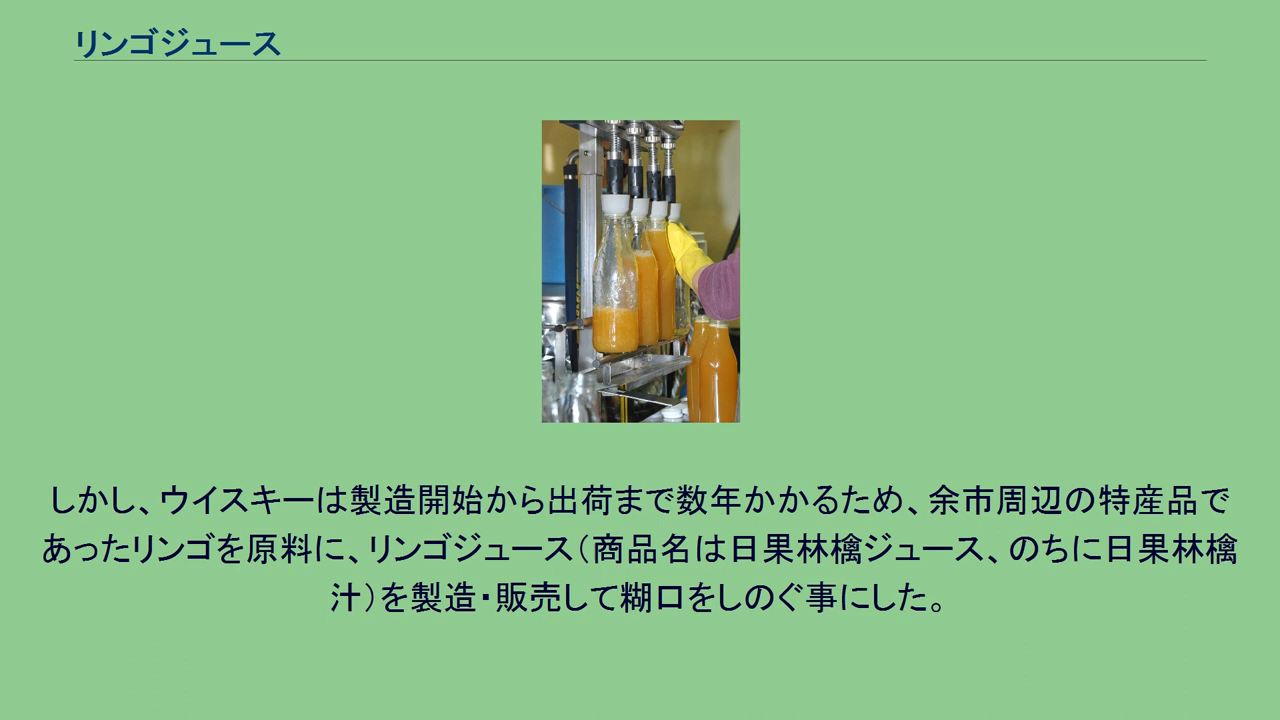 リンゴジュース
しかし、ウイスキーは製造開始から出荷まで数年かかるため、余市周辺の特産品で
あったリンゴを原料に、リンゴジュース（商品名は日果林檎ジュース、のちに日果林檎
汁）を製造・販売して糊口をしのぐ事にした。